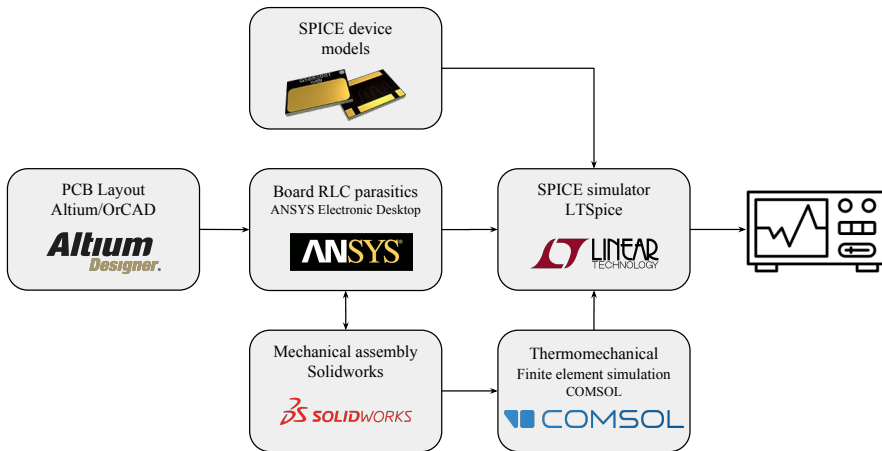 SPICE device
models
PCB Layout
Altium/OrCAD
Altium
Designer.
Board RLC parasitics
ANSYS Electronic Desktop
ANSYS®
SPICE simulator
LTSpice
LINEAR
TECHNOLOGY
Mechanical assembly
Solidworks
SOLIDWORKS
Thermomechanical
Finite element simulation
COMSOL
COMSOL